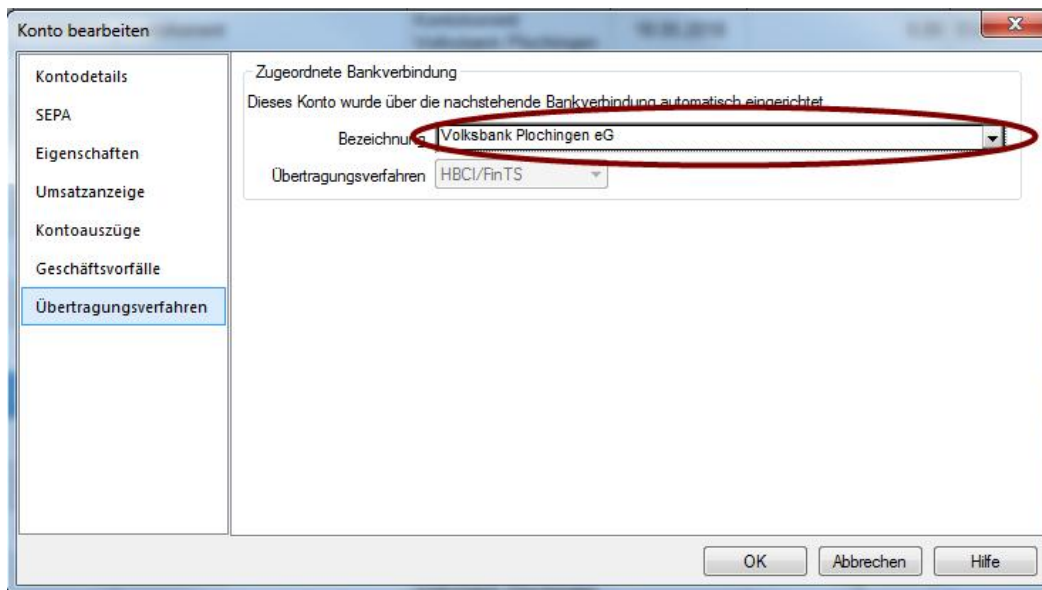 Konto bearbeiten
Kontodetails
SEPA
Eigenschaften
Umsatzanzeige
Kontoauszüge
Geschäftsvorfälle
Übertragungsverfahren
Zugeordnete Bankverbindung
Dieses Konto wurde über die nachstehende Bankverbindung automatisch eingerichtet
Bezeichnung Volksbank Plochingen eG
Übertragungsverfahren HBCI/FinTS
OK Abbrechen Hilfe